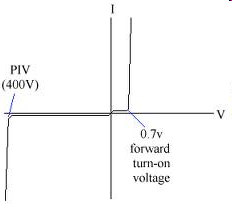 I
PIV
(400V)
V
0.7v
forward
turn-on
voltage